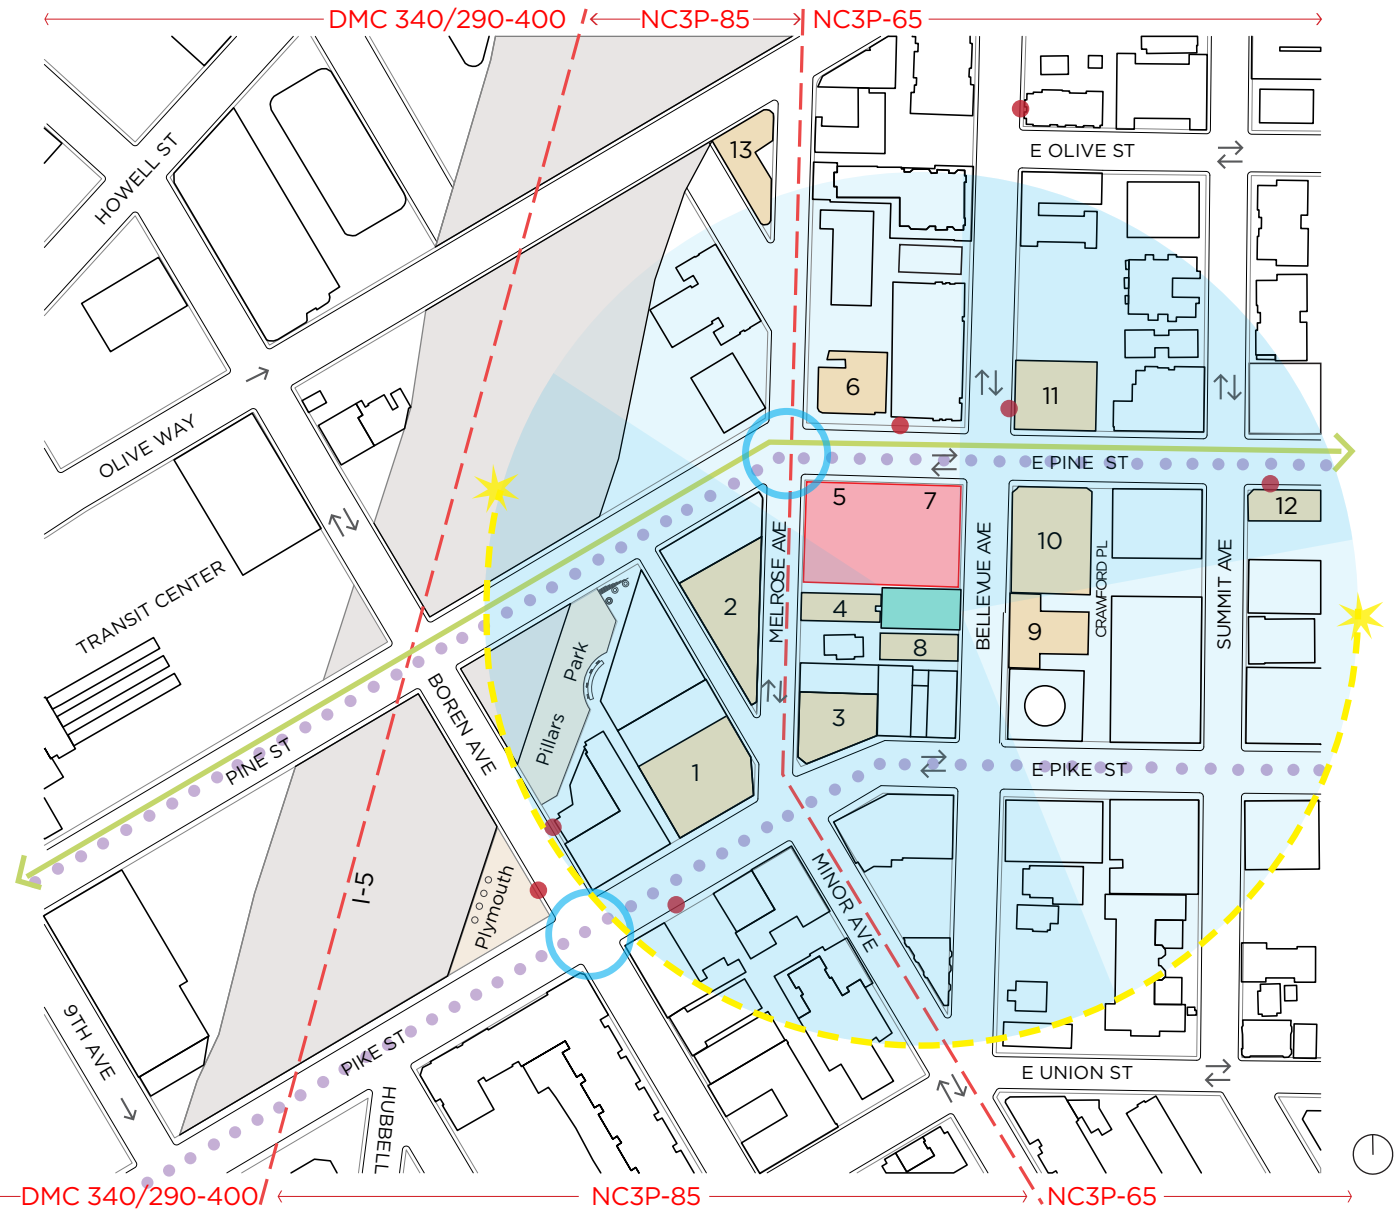 DMC 340/290-400
NC3P-85
NC3P-65
HOWELL ST
13
E OLIVE ST
6
11
OLIVE WAY
E PINE ST
5
7
12
10
MELROSE AVE
BELLEVUE AVE
CRAWFORD PL
SUMMIT AVE
TRANSIT CENTER
2
4
9
8
Pillars Park
BOREN AVE
3
PINE ST
1
E PIKE ST
I-5
Plymouth
MINOR AVE
9TH AVE
PIKE ST
HUBBELL
E UNION ST
DMC 340/290-400
NC3P-85
NC3P-65